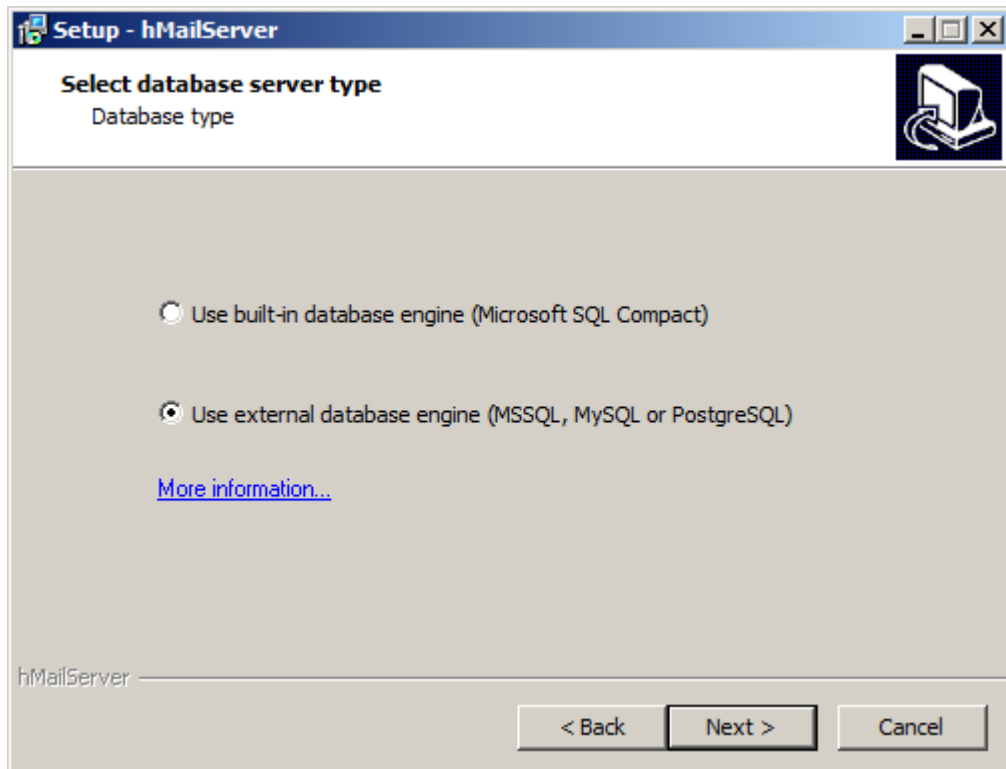 Setup - hMailServer
Select database server type
Database type
Use built-in database engine (Microsoft SQL Compact)
Use external database engine (MSSQL, MySQL or PostgreSQL)
More information...
hMailServer
< Back
Next >
Cancel